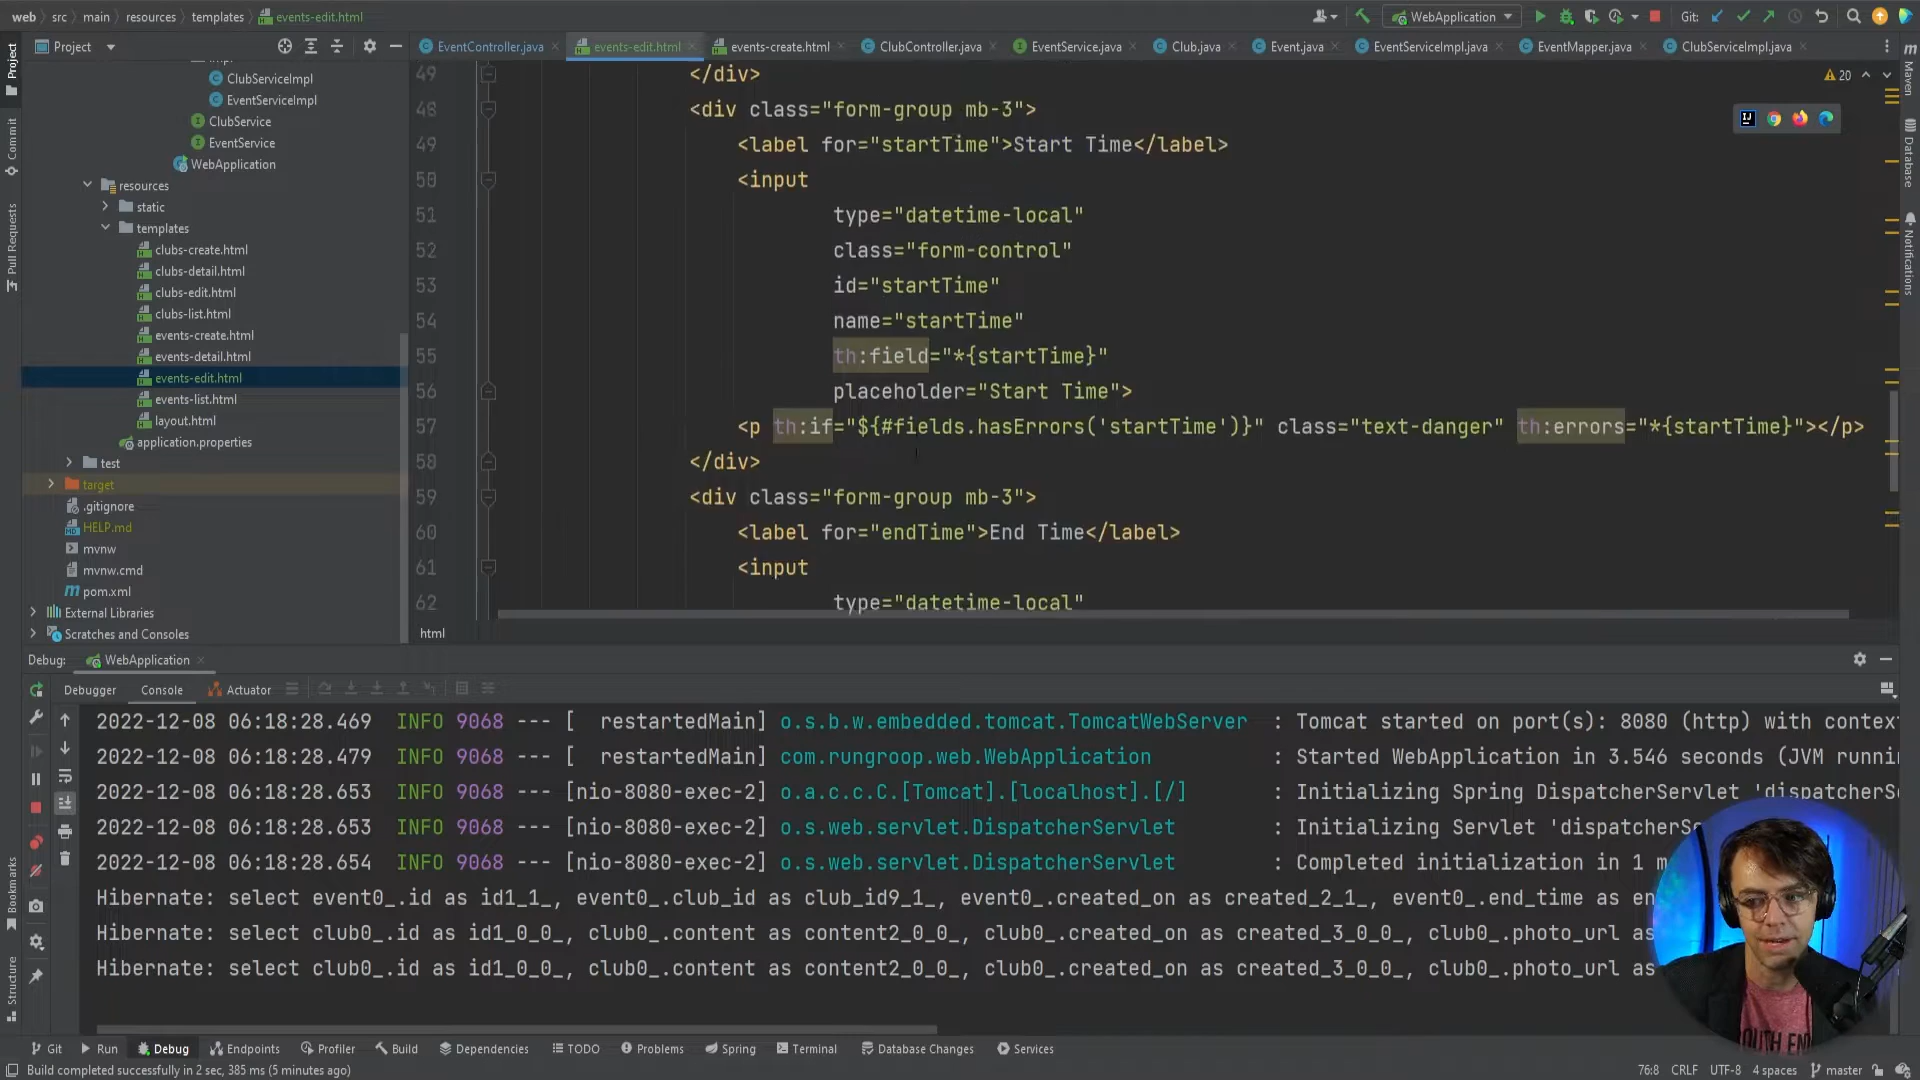 web src main resources templates events-edit.html WebApplication Git:
Project EventController.java events-edit.html events-create.html ClubController.java EventService.java Club.java Event.java EventServiceImpl.java EventMapper.java ClubServiceImpl.java
Project
Commit
Pull Requests
Bookmarks
Structure
Maven
Database
Notifications
ClubServiceImpl
EventServiceImpl
ClubService
EventService
WebApplication
resources
static
templates
clubs-create.html
clubs-detail.html
clubs-edit.html
clubs-list.html
events-create.html
events-detail.html
events-edit.html
events-list.html
layout.html
application.properties
test
target
.gitignore
HELP.md
mvnw
mvnw.cmd
pom.xml
External Libraries
Scratches and Consoles
20
49 </div>
48 <div class="form-group mb-3">
49 <label for="startTime">Start Time</label>
50 <input
51 type="datetime-local"
52 class="form-control"
53 id="startTime"
54 name="startTime"
55 th:field="*{startTime}"
56 placeholder="Start Time">
57 <p th:if="${#fields.hasErrors('startTime')}" class="text-danger" th:errors="*{startTime}"></p>
58 </div>
59 <div class="form-group mb-3">
60 <label for="endTime">End Time</label>
61 <input
62 type="datetime-local"
html
Debug: WebApplication
Debugger Console Actuator
2022-12-08 06:18:28.469 INFO 9068 --- [ restartedMain] o.s.b.w.embedded.tomcat.TomcatWebServer : Tomcat started on port(s): 8080 (http) with contex
2022-12-08 06:18:28.479 INFO 9068 --- [ restartedMain] com.rungroop.web.WebApplication : Started WebApplication in 3.546 seconds (JVM runni
2022-12-08 06:18:28.653 INFO 9068 --- [nio-8080-exec-2] o.a.c.c.C.[Tomcat].[localhost].[/] : Initializing Spring DispatcherServlet 'dispatcherS
2022-12-08 06:18:28.653 INFO 9068 --- [nio-8080-exec-2] o.s.web.servlet.DispatcherServlet : Initializing Servlet 'dispatcherS
2022-12-08 06:18:28.654 INFO 9068 --- [nio-8080-exec-2] o.s.web.servlet.DispatcherServlet : Completed initialization in 1 m
Hibernate: select event0_.id as id1_1_, event0_.club_id as club_id9_1_, event0_.created_on as created_2_1_, event0_.end_time as en
Hibernate: select club0_.id as id1_0_0_, club0_.content as content2_0_0_, club0_.created_on as created_3_0_0_, club0_.photo_url as
Hibernate: select club0_.id as id1_0_0_, club0_.content as content2_0_0_, club0_.created_on as created_3_0_0_, club0_.photo_url as
Git Run Debug Endpoints Profiler Build Dependencies TODO Problems Spring Terminal Database Changes Services
Build completed successfully in 2 sec, 385 ms (5 minutes ago) 76:8 CRLF UTF-8 4 spaces master